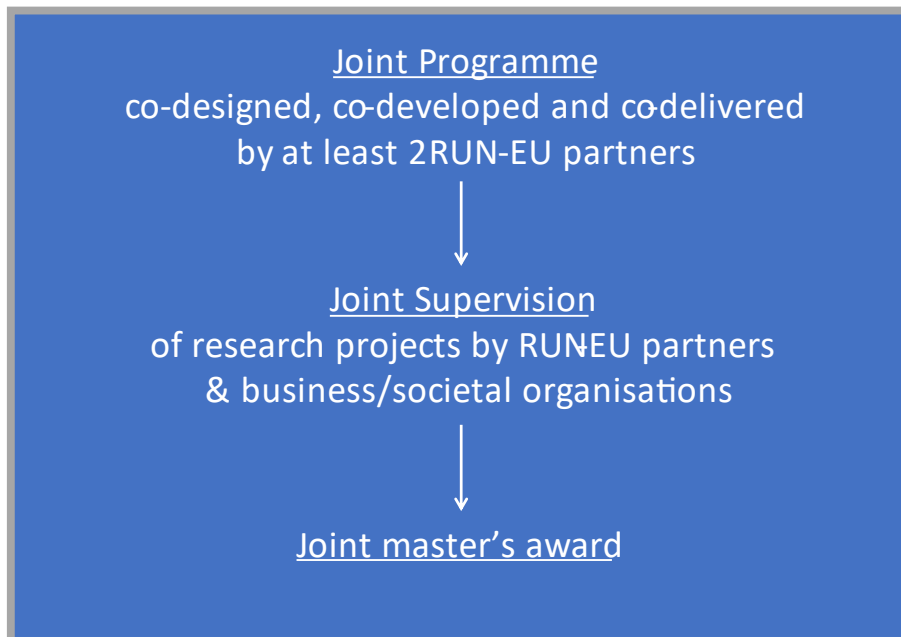 Joint Programme
co-designed, co-developed and co-delivered
by at least 2RUN-EU partners
Joint Supervision
of research projects by RUN-EU partners
& business/societal organisations
Joint master’s award